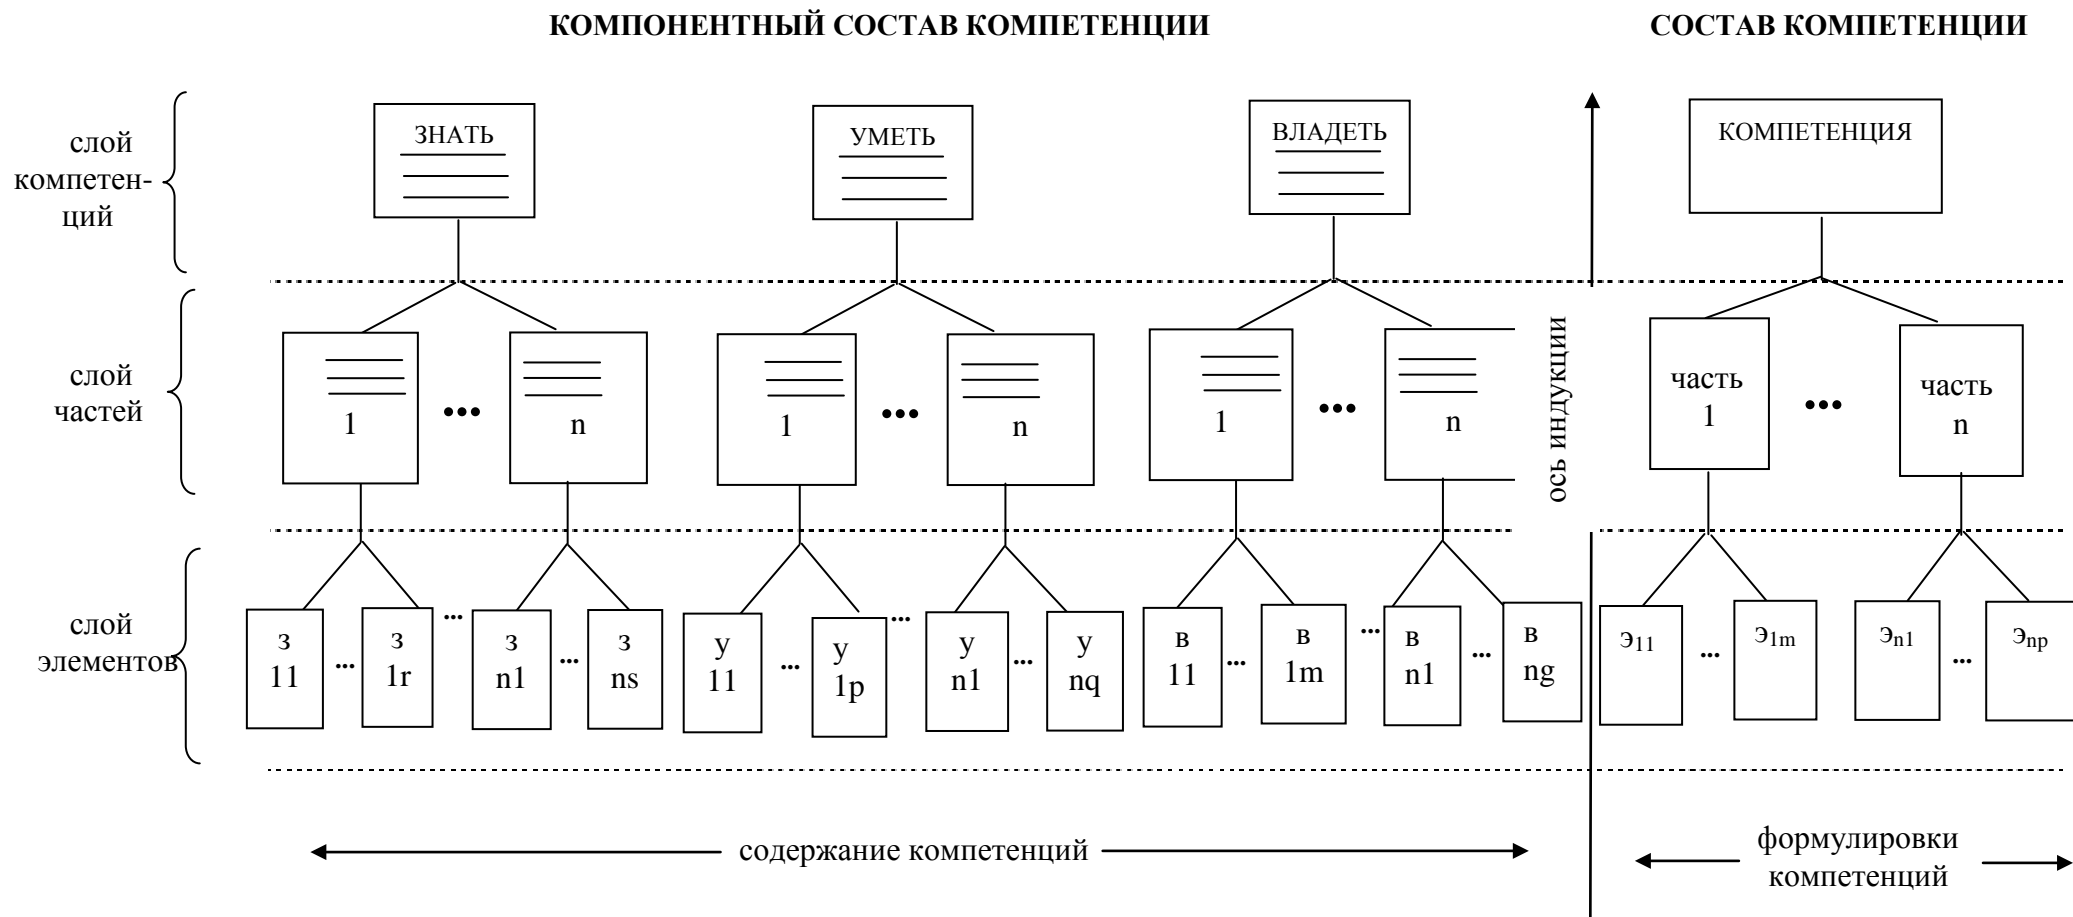 КОМПОНЕНТНЫЙ СОСТАВ КОМПЕТЕНЦИИ
СОСТАВ КОМПЕТЕНЦИИ
слой
компетен-
ций
ЗНАТЬ
УМЕТЬ
ВЛАДЕТЬ
КОМПЕТЕНЦИЯ
слой
частей
1
...
n
1
...
n
1
...
n
ось индукции
часть
1
...
часть
n
слой
элементов
з
11
...
з
1r
...
з
n1
...
з
ns
у
11
...
у
1p
...
у
n1
...
у
nq
в
11
...
в
1m
...
в
n1
...
в
ng
э11
...
э1m
эn1
...
эnp
содержание компетенций
формулировки
компетенций